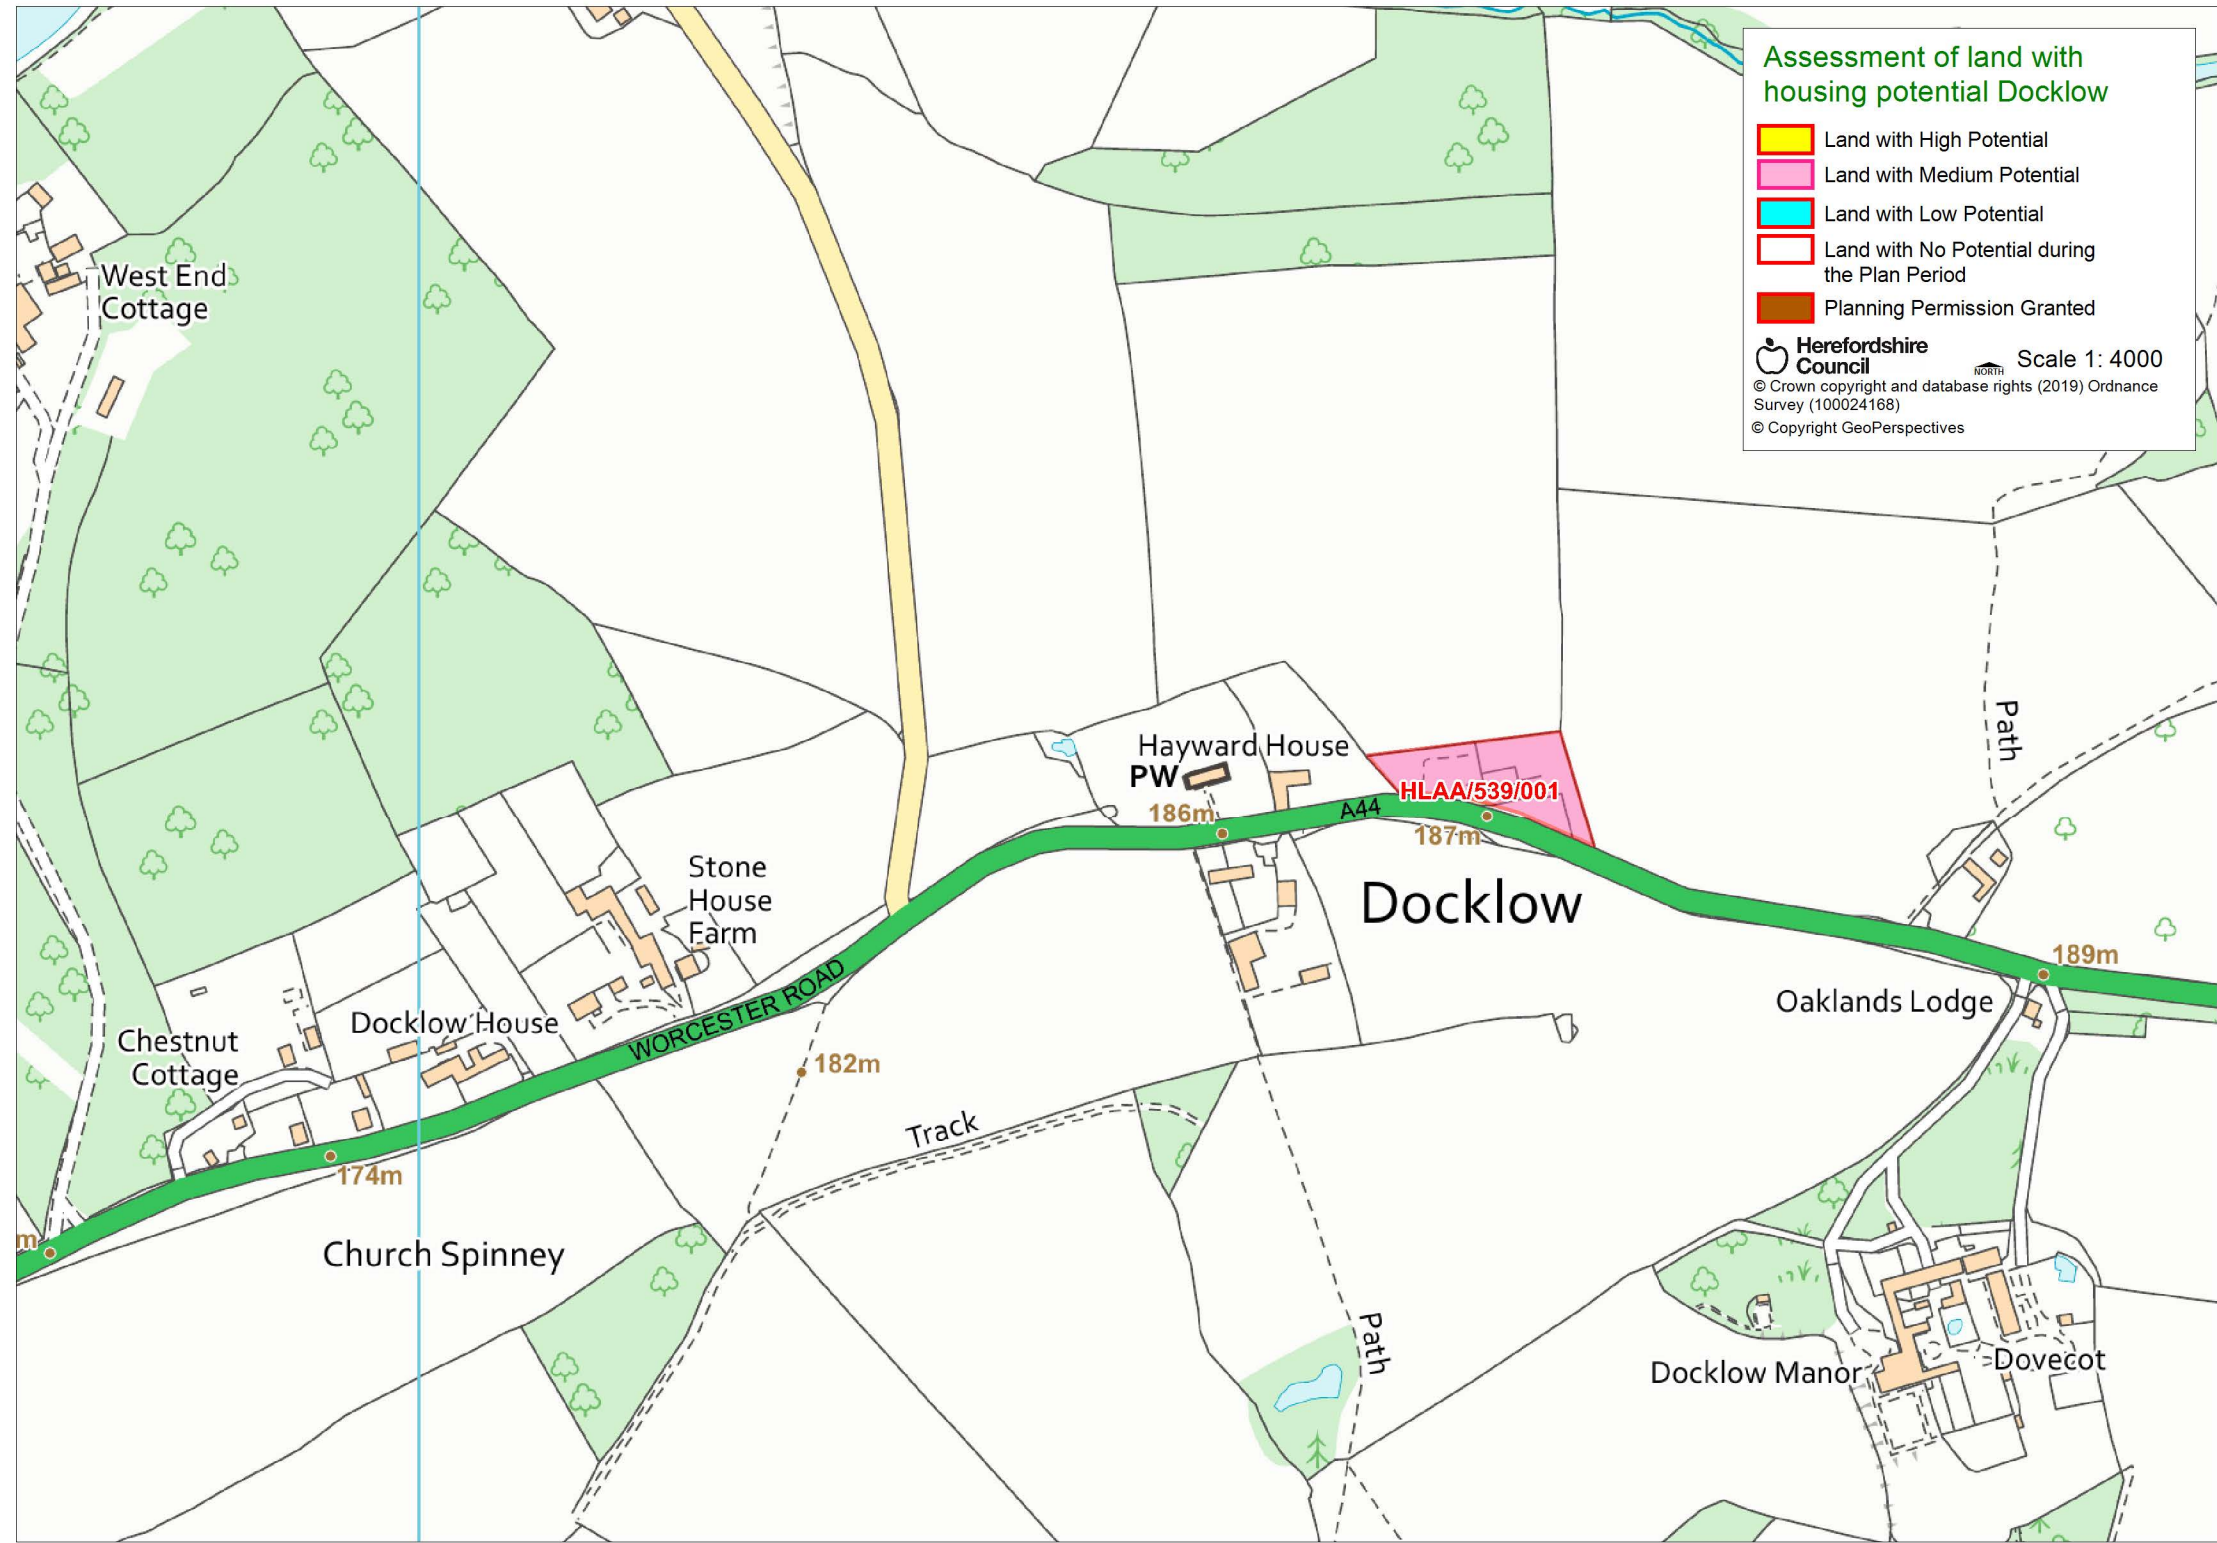 Assessment of land with
housing potential Docklow
Land with High Potential
Land with Medium Potential
Land with Low Potential
Land with No Potential during
the Plan Period
Planning Permission Granted
Herefordshire
Council
NORTH
Scale 1: 4000
© Crown copyright and database rights (2019) Ordnance
Survey (100024168)
© Copyright GeoPerspectives
West End
Cottage
Path
Hayward House
PW
HLAA/539/001
186m
A44
187m
Stone
House
Farm
Docklow
189m
WORCESTER ROAD
Oaklands Lodge
Docklow House
Chestnut
Cottage
182m
Track
174m
m
Church Spinney
Path
Docklow Manor
Dovecot